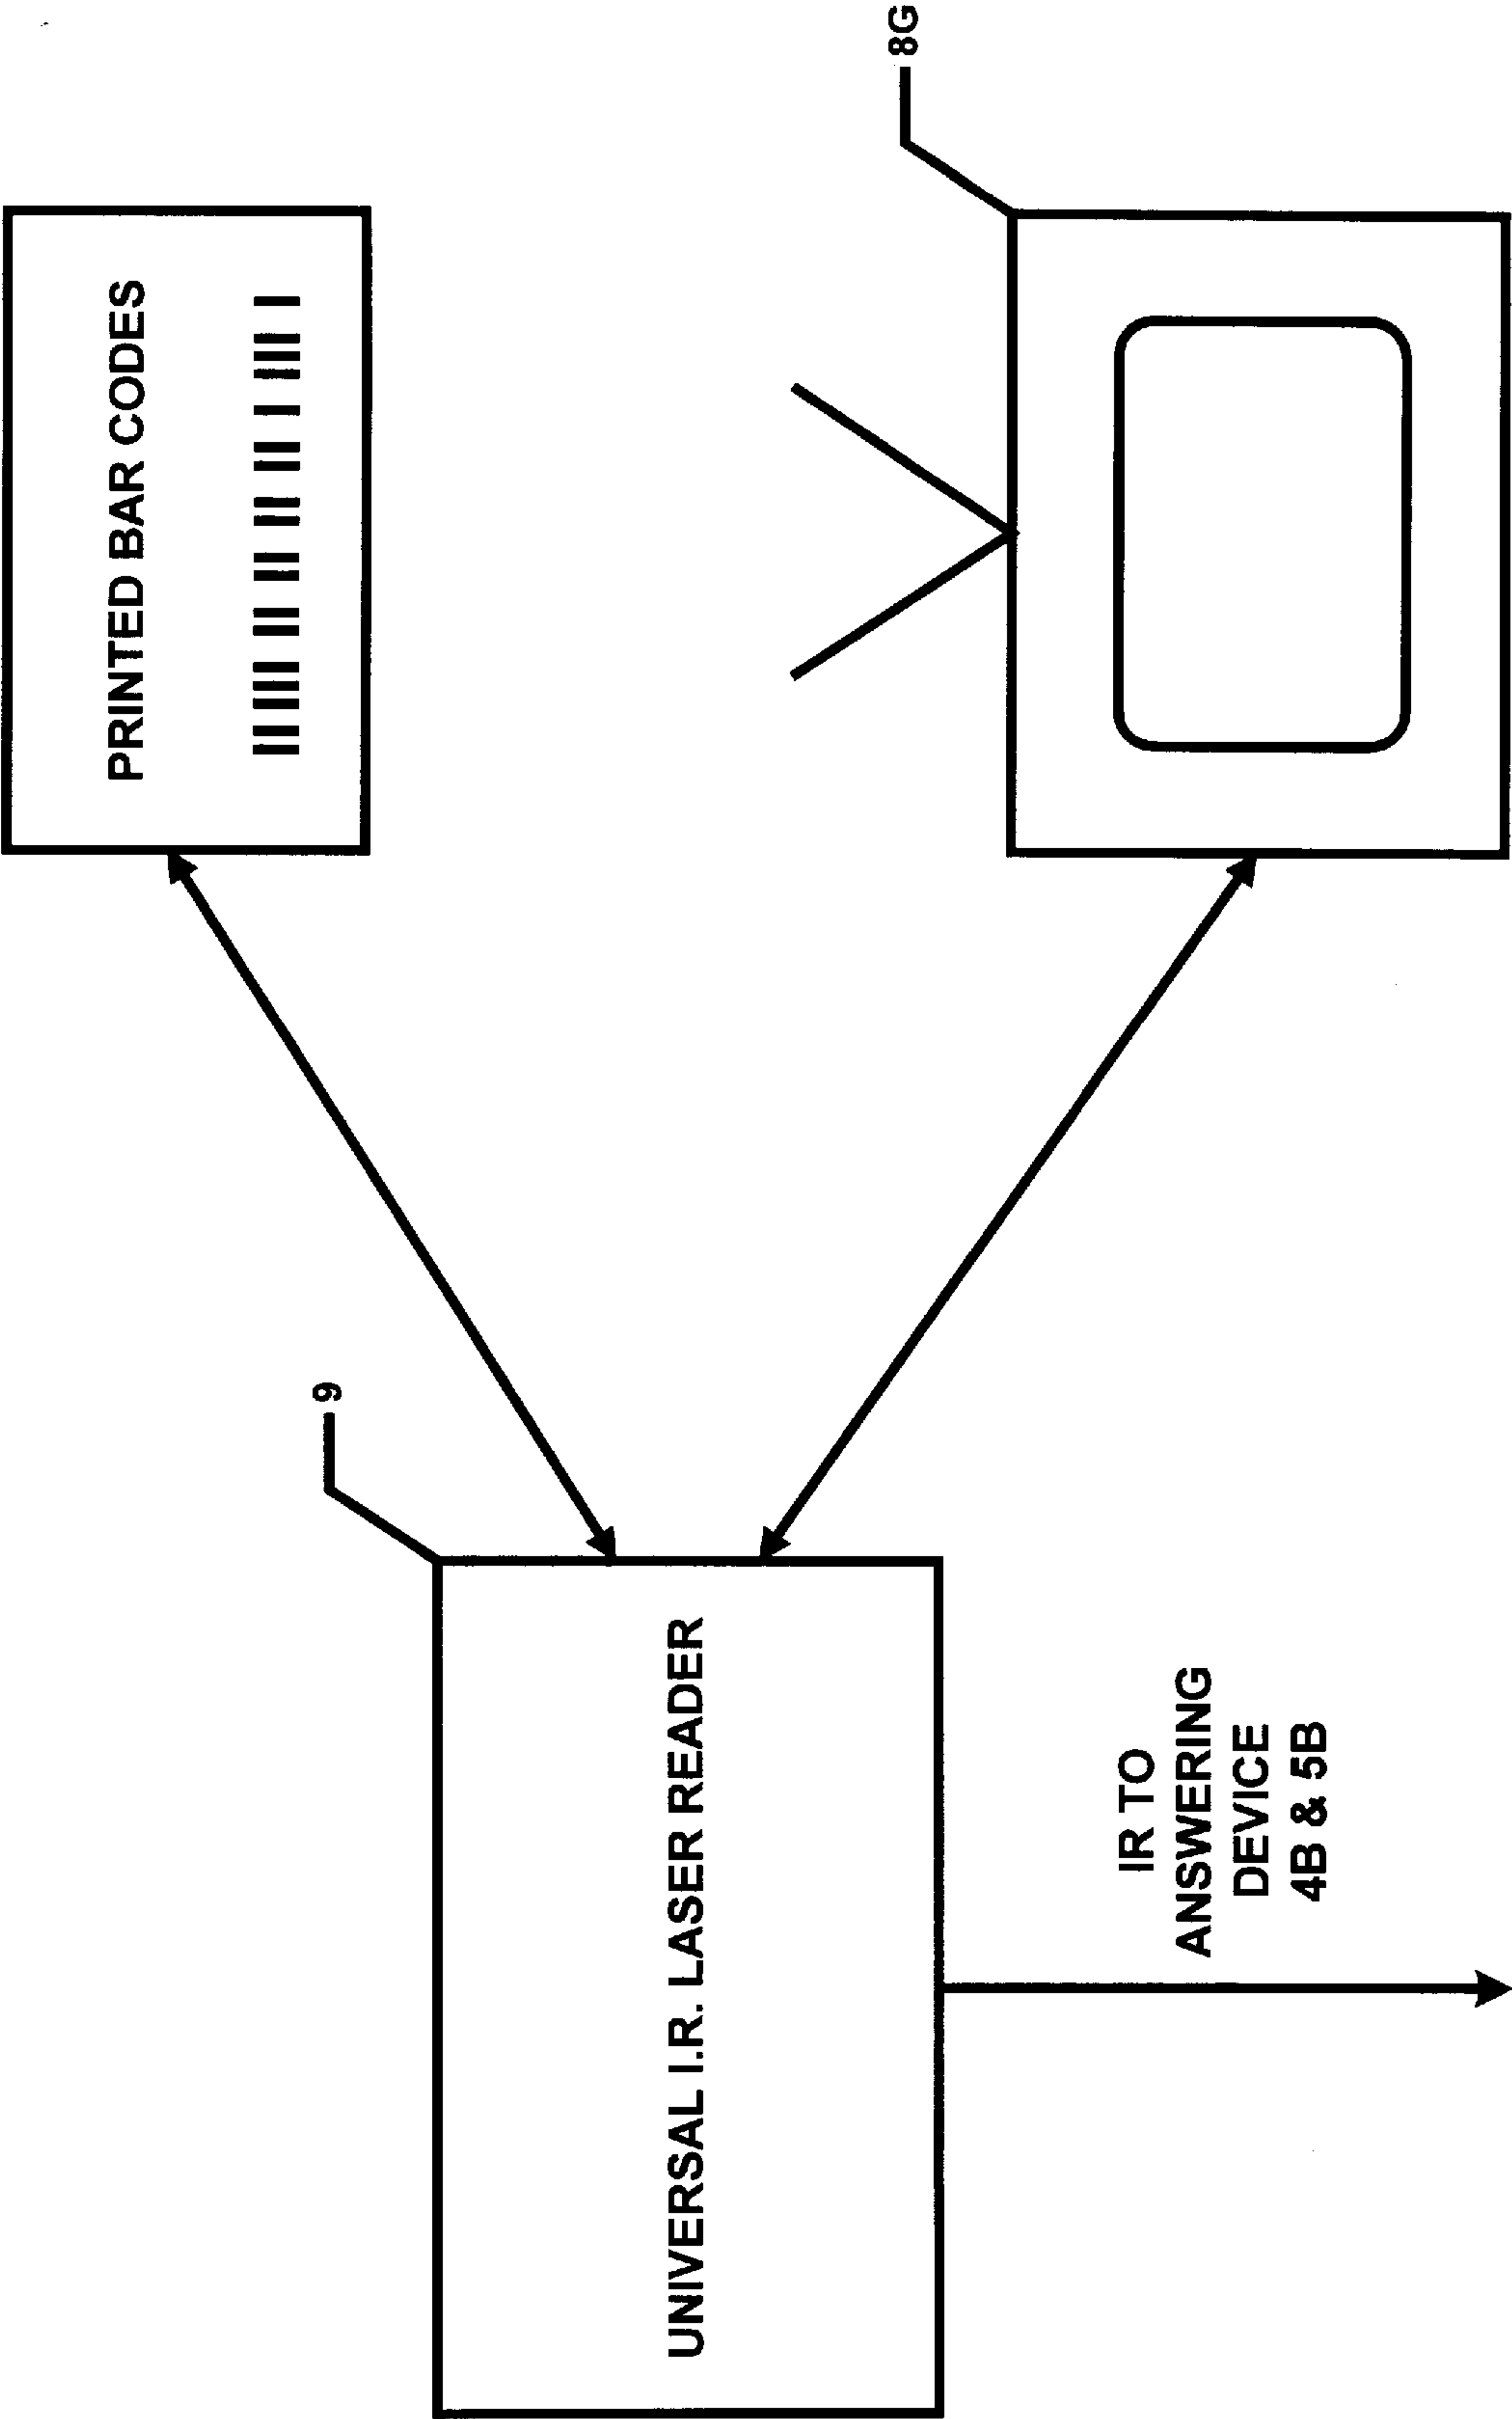 PRINTED BAR CODES
8G
9
UNIVERSAL I.R. LASER READER
IR TO
ANSWERING
DEVICE
4B & 5B